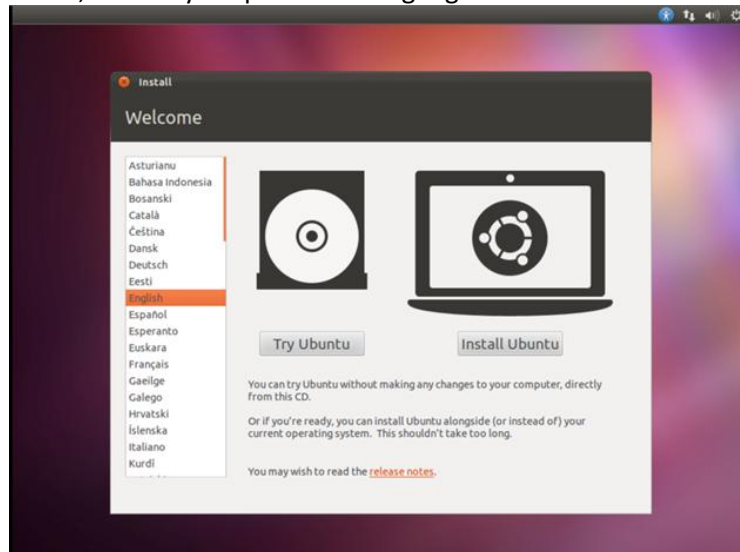 Install
Welcome
Asturianu
Bahasa Indonesia
Bosanski
Català
Čeština
Dansk
Deutsch
Eesti
English
Español
Esperanto
Euskara
Français
Gaeilge
Galego
Hrvatski
Íslenska
Italiano
Kurdî
Try Ubuntu
Install Ubuntu
You can try Ubuntu without making any changes to your computer, directly
from this CD.
Or if you're ready, you can install Ubuntu alongside (or instead of) your
current operating system. This shouldn't take too long.
You may wish to read the release notes.